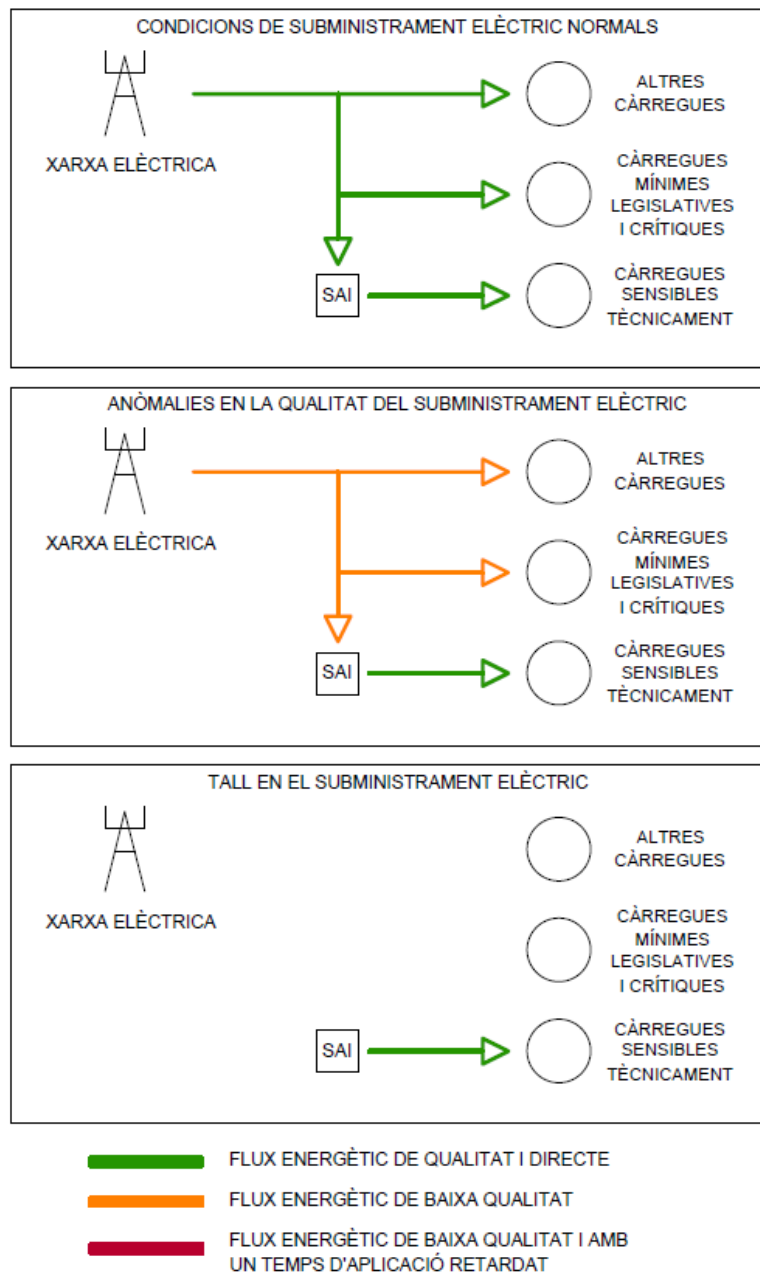 CONDICIONS DE SUBMINISTRAMENT ELÈCTRIC NORMALS
XARXA ELÈCTRICA
ALTRES
CÀRREGUES
CÀRREGUES
MÍNIMES
LEGISLATIVES
I CRÍTIQUES
SAI
CÀRREGUES
SENSIBLES
TÈCNICAMENT
ANÒMALIES EN LA QUALITAT DEL SUBMINISTRAMENT ELÈCTRIC
XARXA ELÈCTRICA
ALTRES
CÀRREGUES
CÀRREGUES
MÍNIMES
LEGISLATIVES
I CRÍTIQUES
SAI
CÀRREGUES
SENSIBLES
TÈCNICAMENT
TALL EN EL SUBMINISTRAMENT ELÈCTRIC
XARXA ELÈCTRICA
ALTRES
CÀRREGUES
CÀRREGUES
MÍNIMES
LEGISLATIVES
I CRÍTIQUES
SAI
CÀRREGUES
SENSIBLES
TÈCNICAMENT
FLUX ENERGÈTIC DE QUALITAT I DIRECTE
FLUX ENERGÈTIC DE BAIXA QUALITAT
FLUX ENERGÈTIC DE BAIXA QUALITAT I AMB
UN TEMPS D'APLICACIÓ RETARDAT